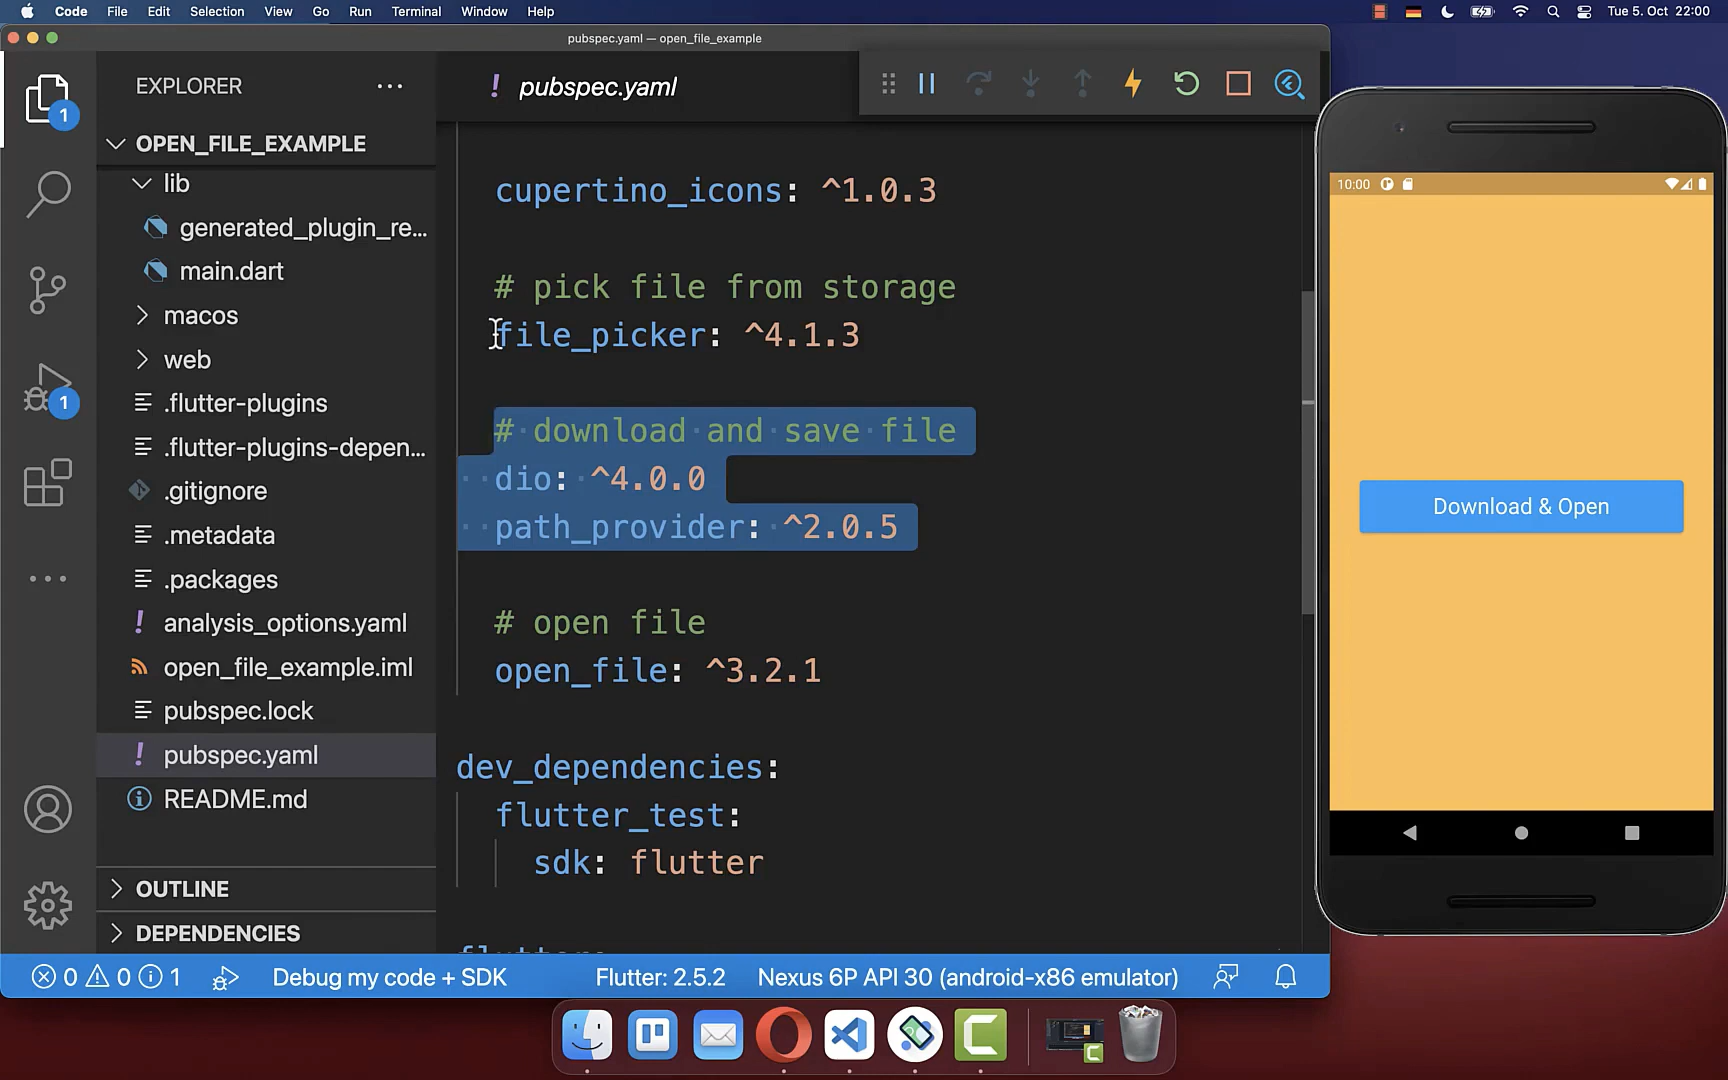 Code File Edit Selection View Go Run Terminal Window Help
Tue 5. Oct 22:00
pubspec.yaml — open_file_example
EXPLORER
OPEN_FILE_EXAMPLE
lib
generated_plugin_re...
main.dart
macos
web
.flutter-plugins
.flutter-plugins-depen...
.gitignore
.metadata
.packages
analysis_options.yaml
open_file_example.iml
pubspec.lock
pubspec.yaml
README.md
OUTLINE
DEPENDENCIES
1
1
! pubspec.yaml
cupertino_icons: ^1.0.3
# pick file from storage
file_picker: ^4.1.3
# download and save file
dio: ^4.0.0
path_provider: ^2.0.5
# open file
open_file: ^3.2.1
dev_dependencies:
flutter_test:
sdk: flutter
10:00
Download & Open
0 0 1 Debug my code + SDK Flutter: 2.5.2 Nexus 6P API 30 (android-x86 emulator)